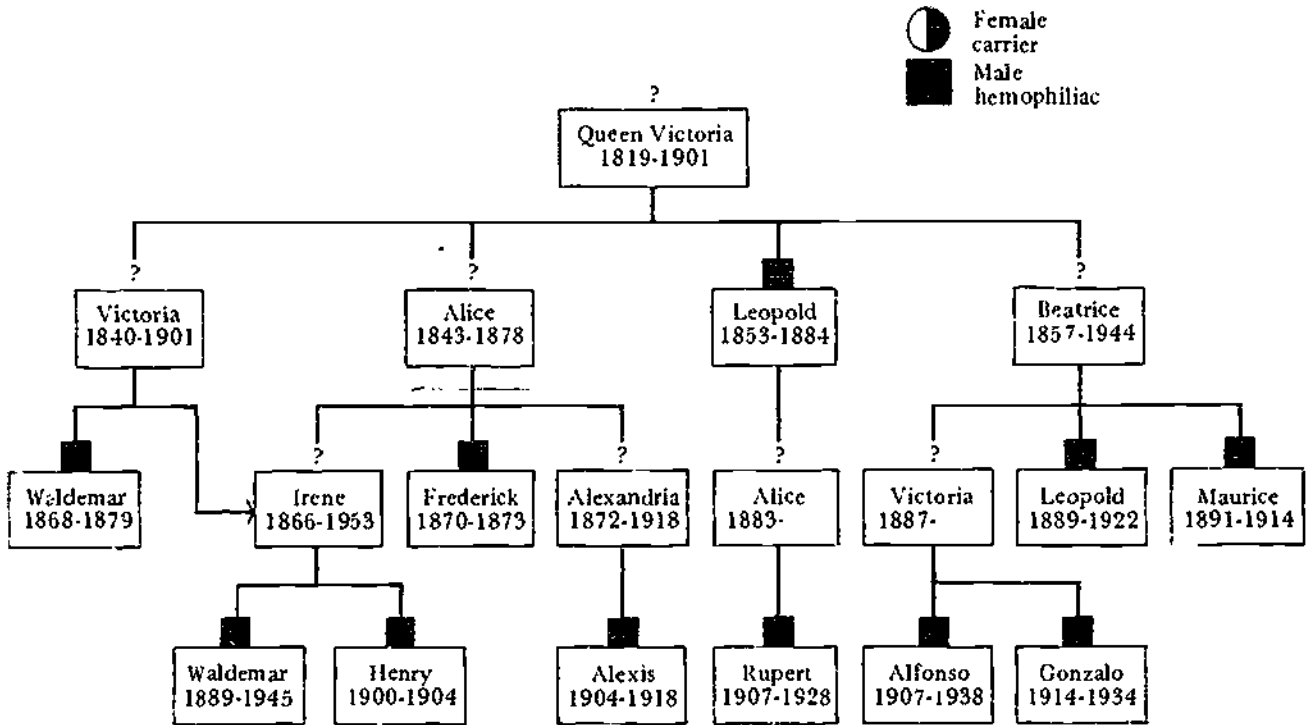 Female
carrier
Male
hemophiliac
?
Queen Victoria
1819-1901
?
?
?
Victoria
1840-1901
Alice
1843-1878
Leopold
1853-1884
Beatrice
1857-1944
?
?
?
?
Waldemar
1868-1879
Irene
1866-1953
Frederick
1870-1873
Alexandria
1872-1918
Alice
1883-
Victoria
1887-
Leopold
1889-1922
Maurice
1891-1914
Waldemar
1889-1945
Henry
1900-1904
Alexis
1904-1918
Rupert
1907-1928
Alfonso
1907-1938
Gonzalo
1914-1934